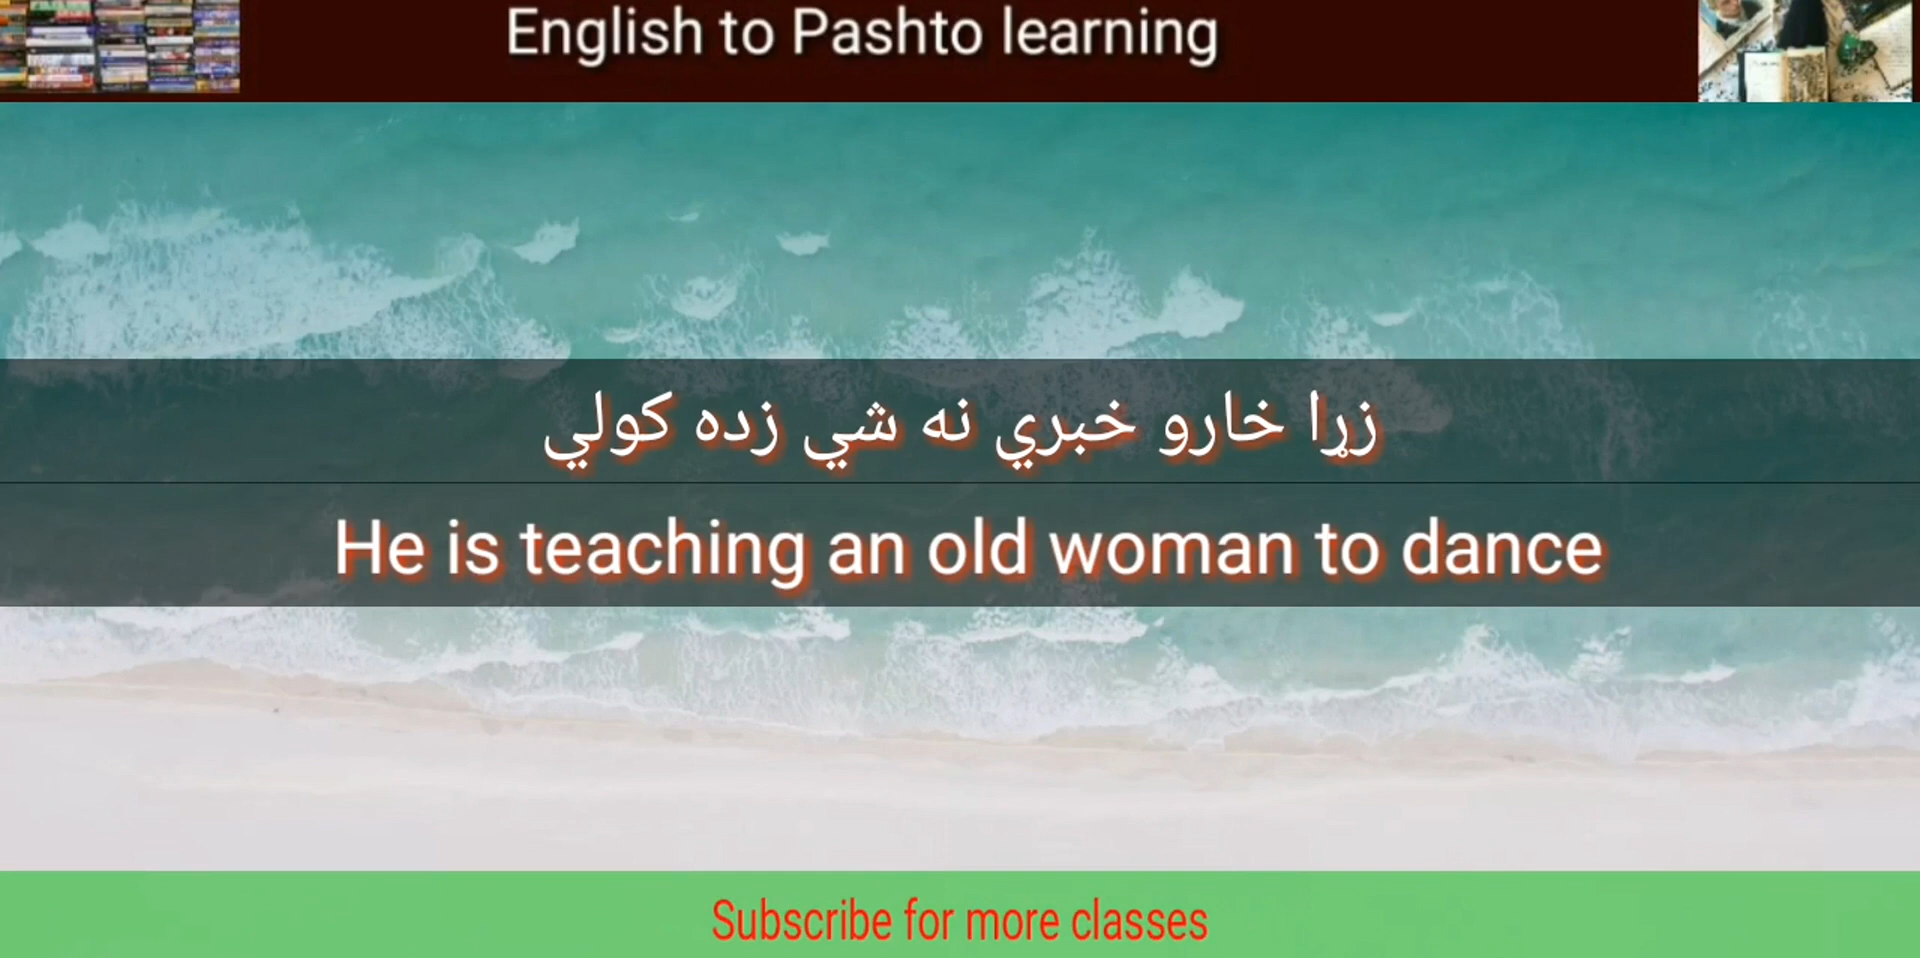 English to Pashto learning
زړا خارو خبري نه شي زده کولي
He is teaching an old woman to dance
Subscribe for more classes